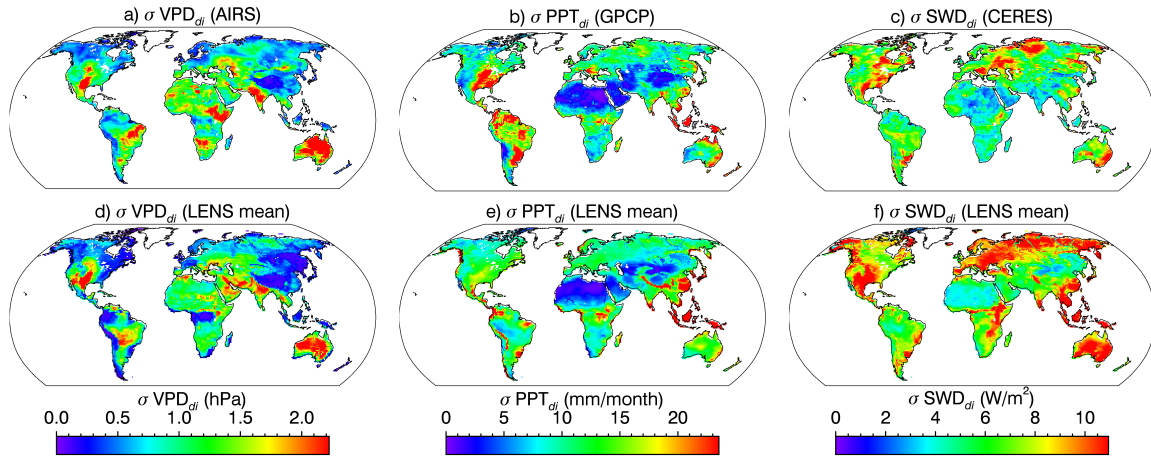 a) σ VPD_di (AIRS)
b) σ PPT_di (GPCP)
c) σ SWD_di (CERES)
d) σ VPD_di (LENS mean)
e) σ PPT_di (LENS mean)
f) σ SWD_di (LENS mean)
σ VPD_di (hPa)
0.0 0.5 1.0 1.5 2.0
σ PPT_di (mm/month)
0 5 10 15 20
σ SWD_di (W/m²)
0 2 4 6 8 10